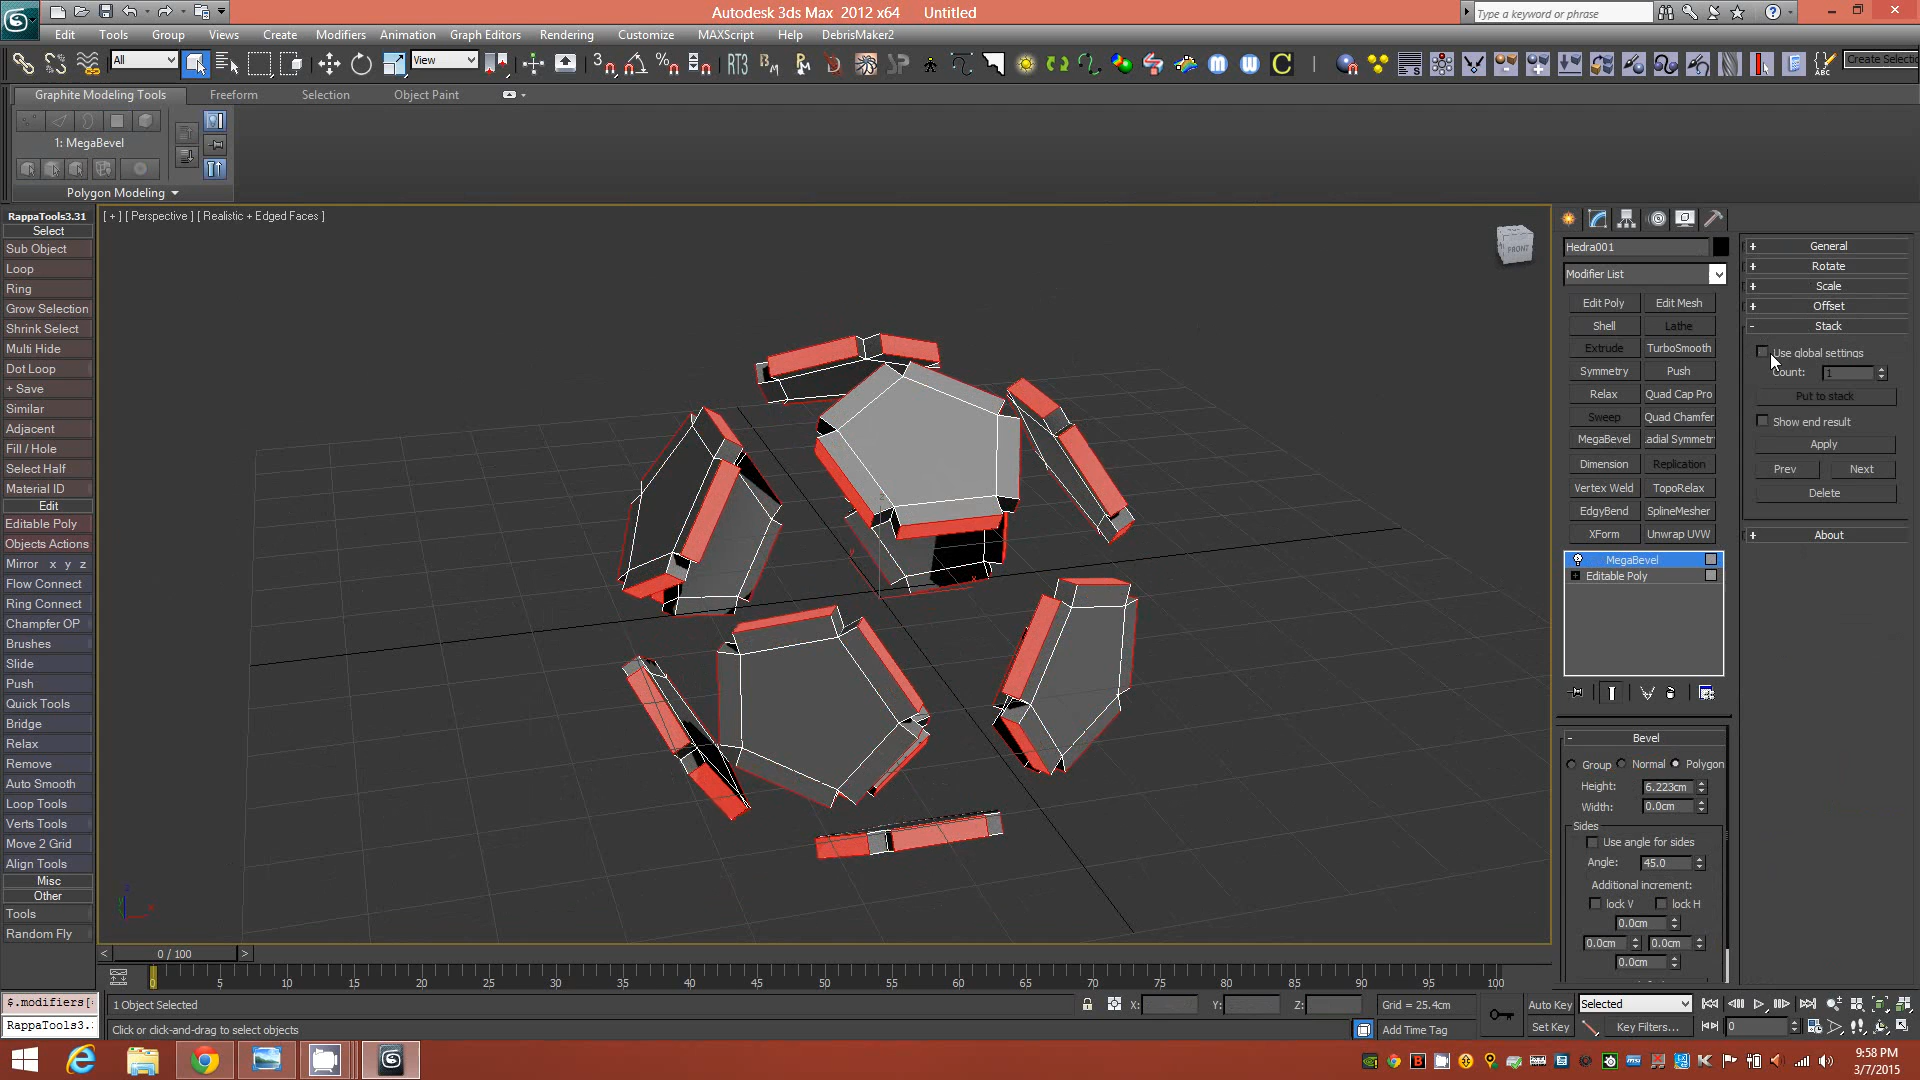 Autodesk 3ds Max 2012 x64 Untitled
Type a keyword or phrase
Edit Tools Group Views Create Modifiers Animation Graph Editors Rendering Customize MAXScript Help DebrisMaker2
All
View
Create Selectio
Graphite Modeling Tools Freeform Selection Object Paint
1: MegaBevel
Polygon Modeling
RappaTools3.31
Select
Sub Object
Loop
Ring
Grow Selection
Shrink Select
Multi Hide
Dot Loop
+ Save
Similar
Adjacent
Fill / Hole
Select Half
Material ID
Edit
Editable Poly
Objects Actions
Mirror x y z
Flow Connect
Ring Connect
Champfer OP
Brushes
Slide
Push
Quick Tools
Bridge
Relax
Remove
Auto Smooth
Loop Tools
Verts Tools
Move 2 Grid
Align Tools
Misc
Other
Tools
Random Fly
[ + ] [ Perspective ] [ Realistic + Edged Faces ]
FRONT
Hedra001
Modifier List
Edit Poly Edit Mesh
Shell Lathe
Extrude TurboSmooth
Symmetry Push
Relax Quad Cap Pro
Sweep Quad Chamfer
MegaBevel adial Symmetr
Dimension Replication
Vertex Weld TopoRelax
EdgyBend SplineMesher
XForm Unwrap UVW
MegaBevel
Editable Poly
Bevel
Group Normal Polygon
Height: 6.223cm
Width: 0.0cm
Sides
Use angle for sides
Angle: 45.0
Additional increment:
lock V lock H
0.0cm
0.0cm 0.0cm
0.0cm
General
Rotate
Scale
Offset
Stack
Use global settings
Count: 1
Put to stack
Show end result
Apply
Prev Next
Delete
About
< 0 / 100 >
0 5 10 15 20 25 30 35 40 45 50 55 60 65 70 75 80 85 90 95 100
$.modifiers[
RappaTools3.
1 Object Selected
X: Y: Z: Grid = 25.4cm
Auto Key Selected
Click or click-and-drag to select objects
Add Time Tag
Set Key Key Filters... 0
9:58 PM
3/7/2015